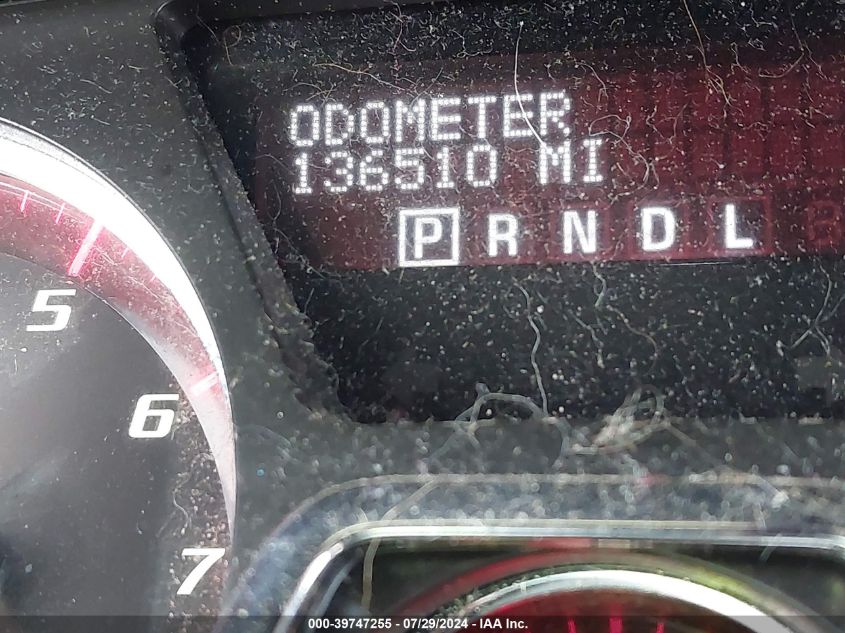 ODOMETER
136510 MI
P R N D L
5
6
7
000-39747255 - 07/29/2024 - IAA Inc.